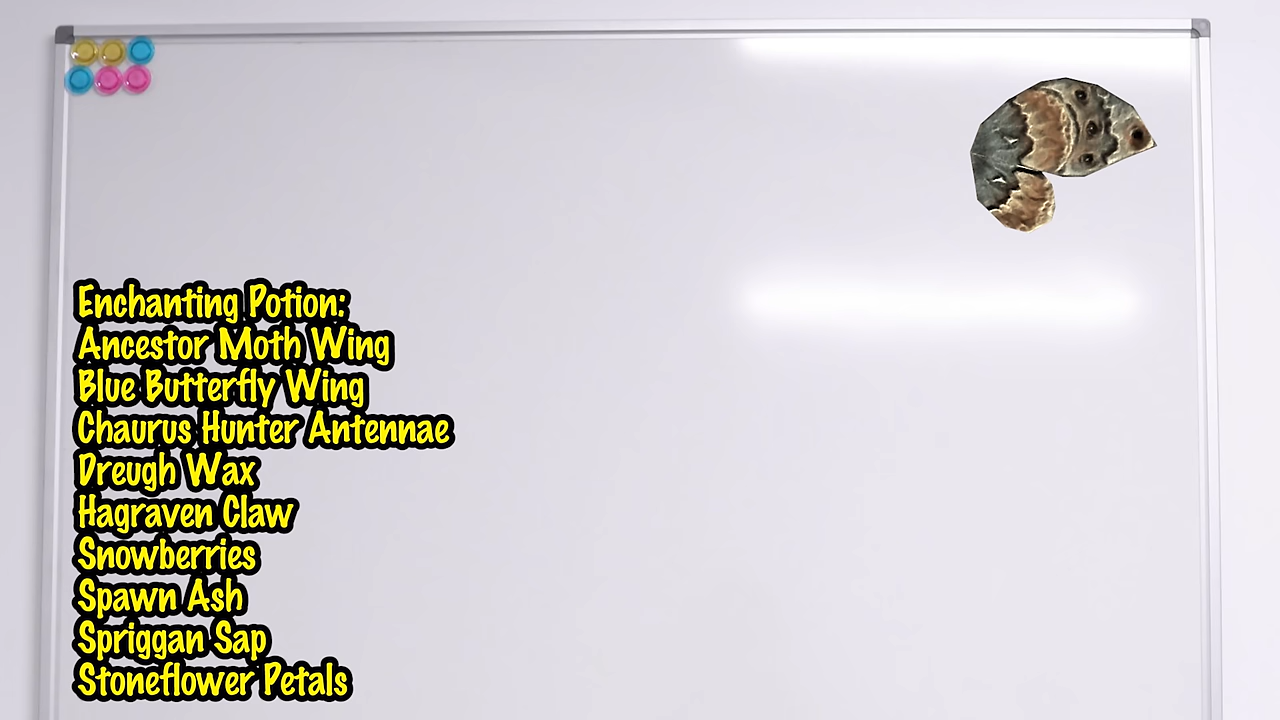 Enchanting Potion:
Ancestor Moth Wing
Blue Butterfly Wing
Chaurus Hunter Antennae
Dreugh Wax
Hagraven Claw
Snowberries
Spawn Ash
Spriggan Sap
Stoneflower Petals